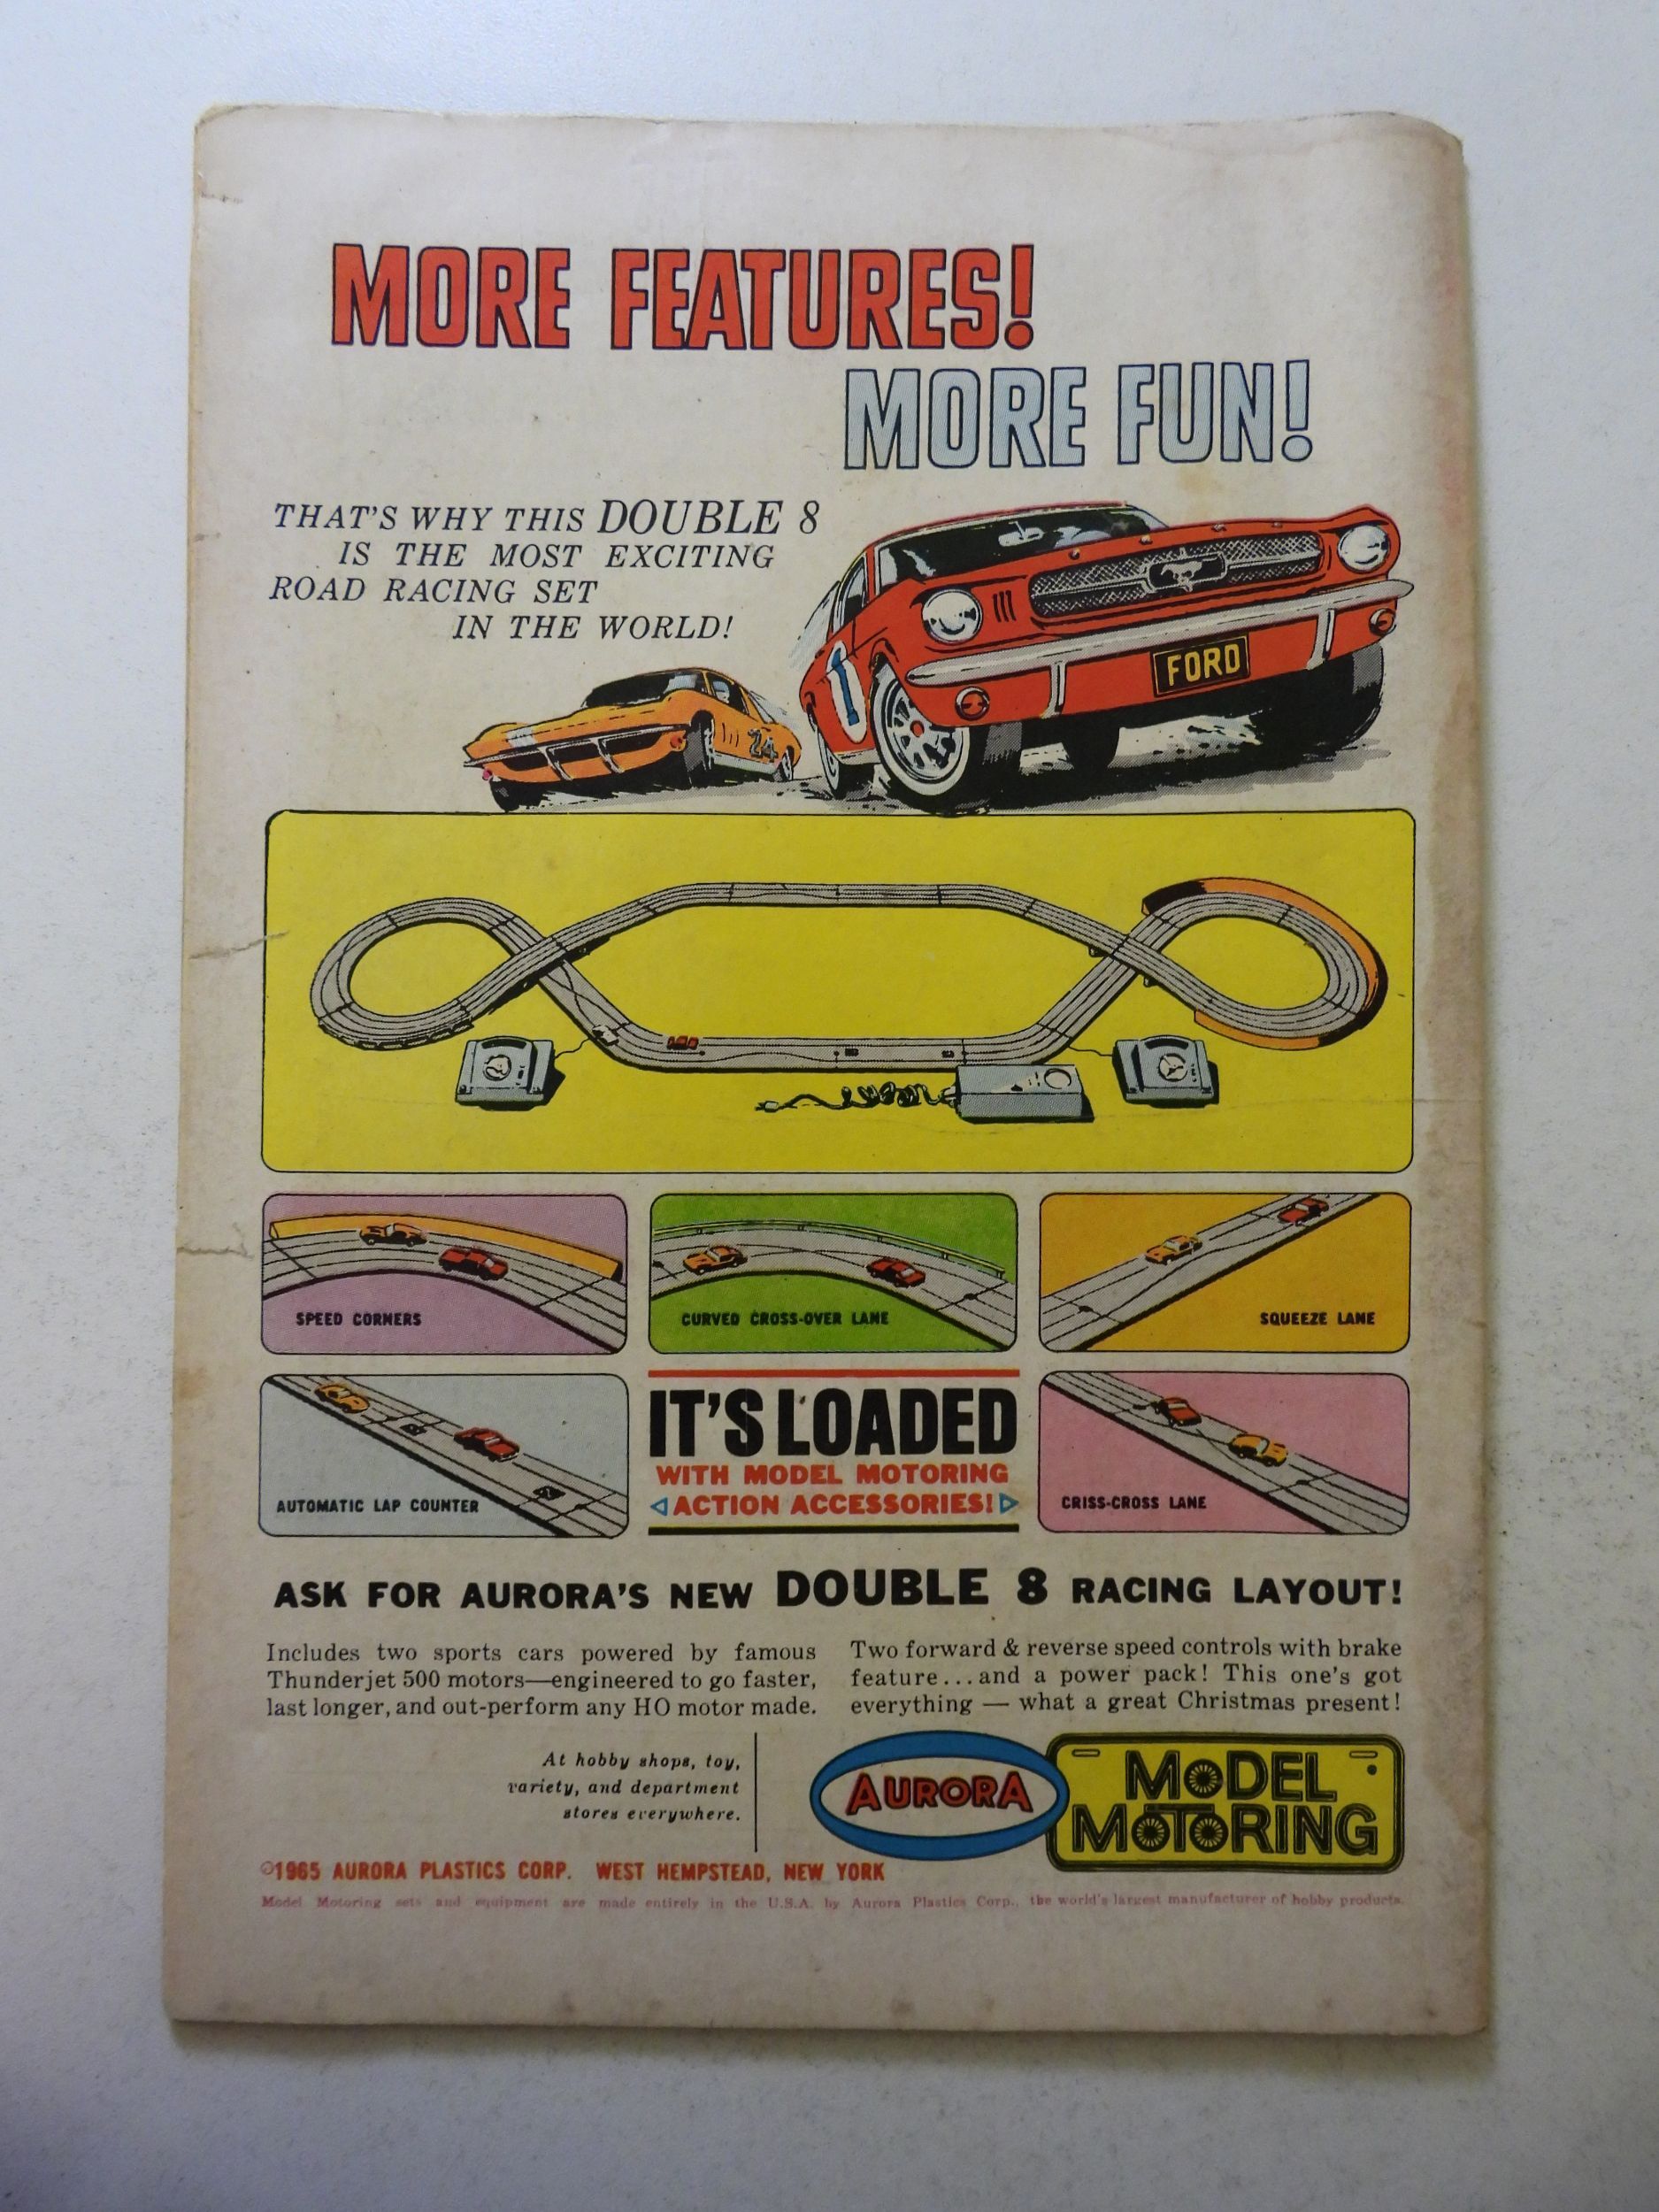 MORE FEATURES!
MORE FUN!
THAT'S WHY THIS DOUBLE 8
IS THE MOST EXCITING
ROAD RACING SET
IN THE WORLD!
FORD
1
24
SPEED CORNERS
CURVED CROSS-OVER LANE
SQUEEZE LANE
AUTOMATIC LAP COUNTER
IT'S LOADED
WITH MODEL MOTORING
ACTION ACCESSORIES!
CRISS-CROSS LANE
ASK FOR AURORA'S NEW DOUBLE 8 RACING LAYOUT!
Includes two sports cars powered by famous
Thunderjet 500 motors—engineered to go faster,
last longer, and out-perform any HO motor made.
Two forward & reverse speed controls with brake
feature...and a power pack! This one's got
everything — what a great Christmas present!
At hobby shops, toy,
variety, and department
stores everywhere.
AURORA
MODEL
MOTORING
©1965 AURORA PLASTICS CORP. WEST HEMPSTEAD, NEW YORK
Model Motoring sets and equipment are made entirely in the U.S.A. by Aurora Plastics Corp., the world's largest manufacturer of hobby products.